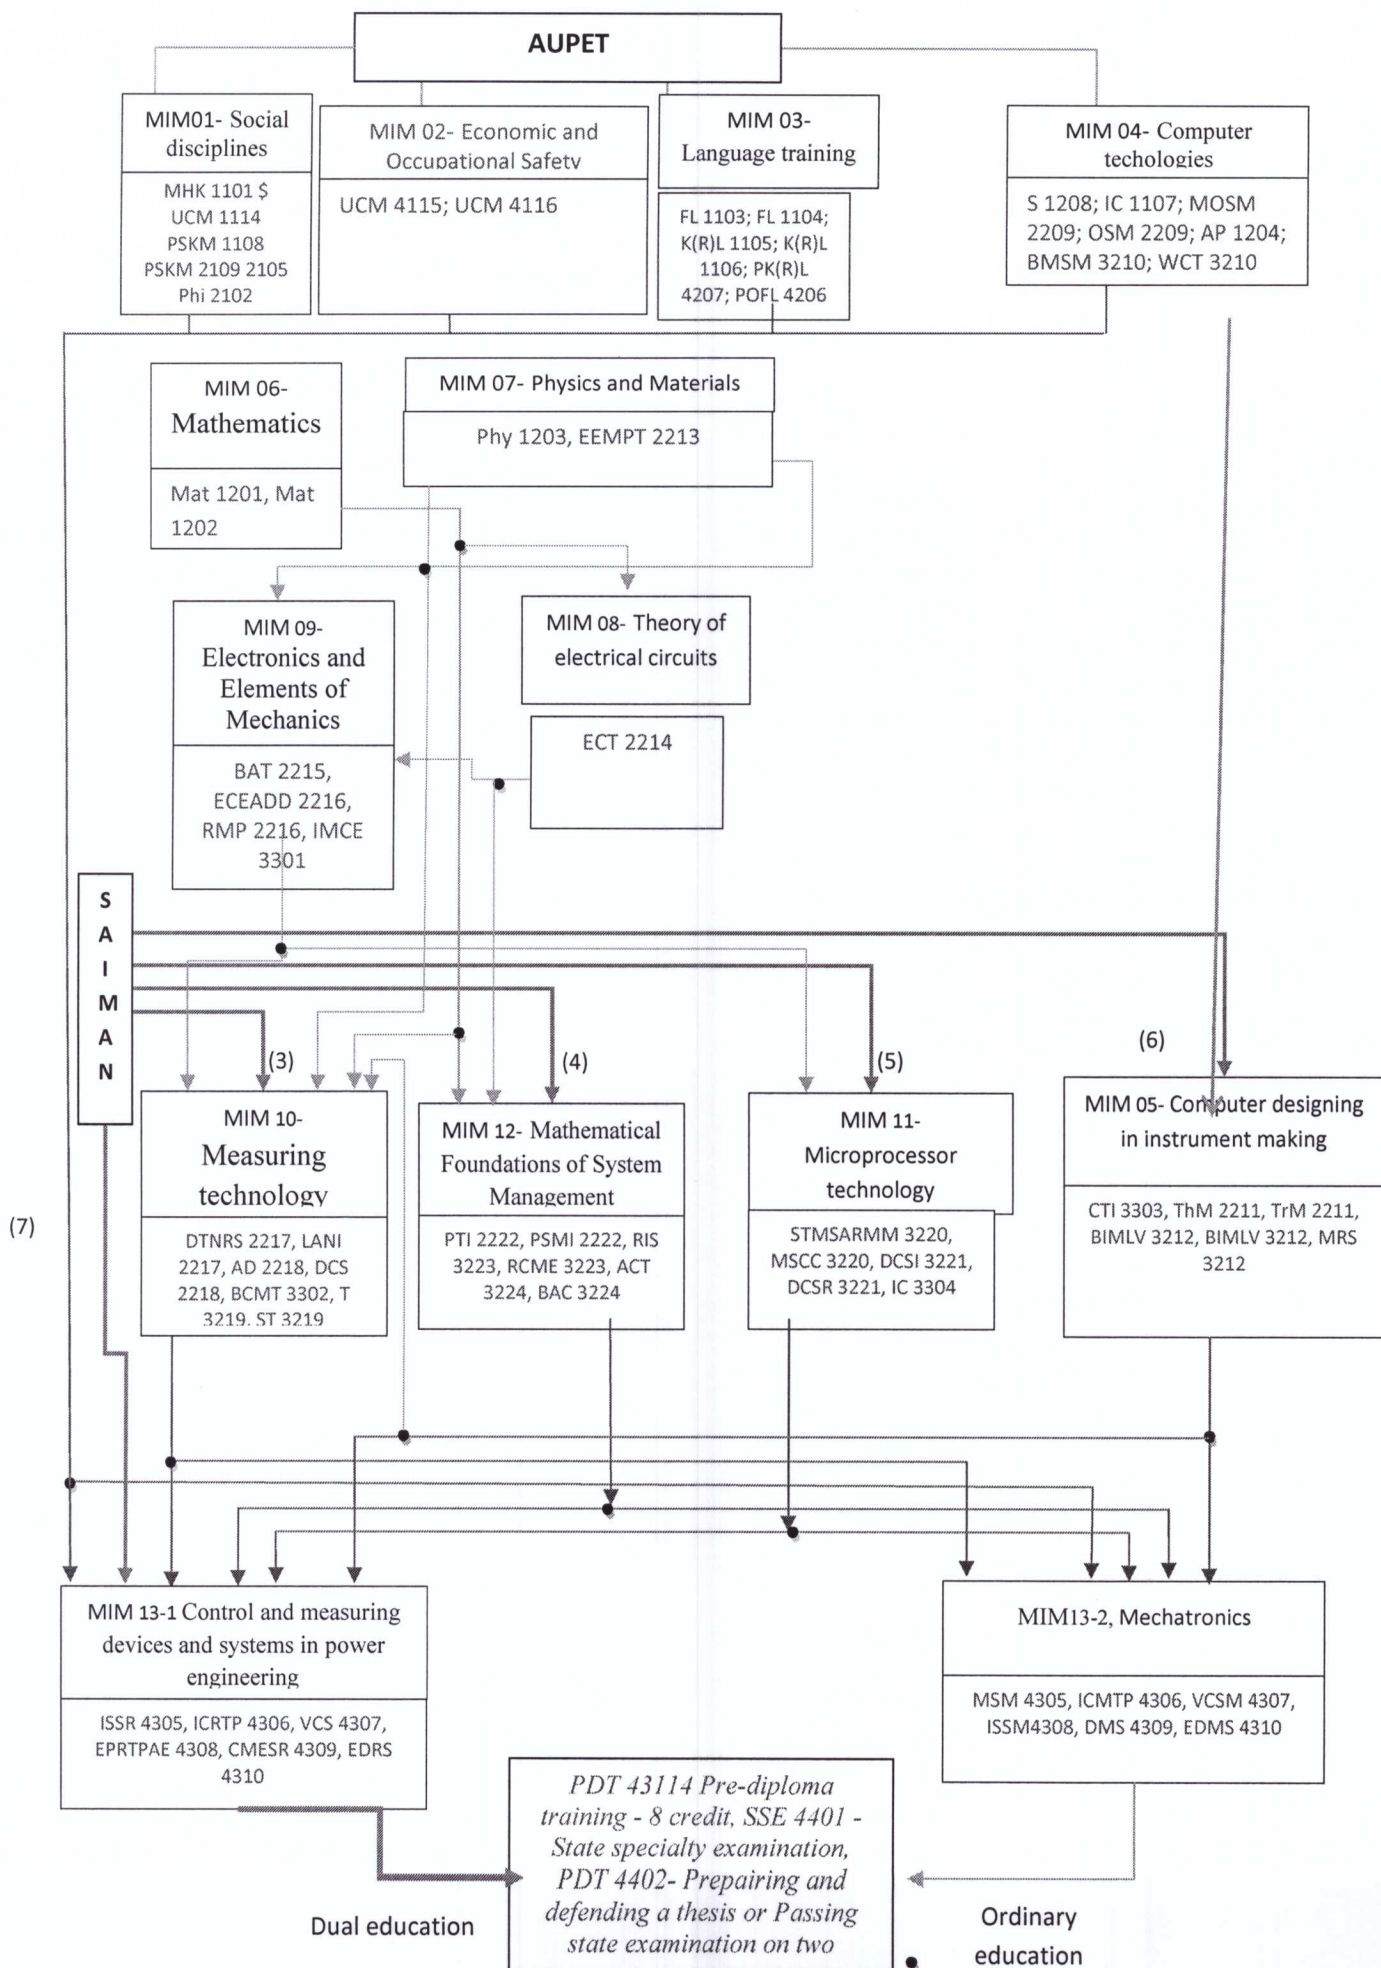 AUPET
MIM01- Social
disciplines
MHK 1101 $
UCM 1114
PSKM 1108
PSKM 2109 2105
Phi 2102
MIM 02- Economic and
Occupational Safety
UCM 4115; UCM 4116
MIM 03-
Language training
FL 1103; FL 1104;
K(R)L 1105; K(R)L
1106; PK(R)L
4207; POFL 4206
MIM 04- Computer
techologies
S 1208; IC 1107; MOSM
2209; OSM 2209; AP 1204;
BMSM 3210; WCT 3210
MIM 06-
Mathematics
Mat 1201, Mat
1202
MIM 07- Physics and Materials
Phy 1203, EEMPT 2213
MIM 09-
Electronics and
Elements of
Mechanics
BAT 2215,
ECEADD 2216,
RMP 2216, IMCE
3301
MIM 08- Theory of
electrical circuits
ECT 2214
S
A
I
M
A
N
(3)
(4)
(5)
(6)
(7)
MIM 10-
Measuring
technology
DTNRS 2217, LANI
2217, AD 2218, DCS
2218, BCMT 3302, T
3219, ST 3219
MIM 12- Mathematical
Foundations of System
Management
PTI 2222, PSMI 2222, RIS
3223, RCME 3223, ACT
3224, BAC 3224
MIM 11-
Microprocessor
technology
STMSARMM 3220,
MSCC 3220, DCSI 3221,
DCSR 3221, IC 3304
MIM 05- Computer designing
in instrument making
CTI 3303, ThM 2211, TrM 2211,
BIMLV 3212, BIMLV 3212, MRS
3212
MIM 13-1 Control and measuring
devices and systems in power
engineering
ISSR 4305, ICRTP 4306, VCS 4307,
EPRTPAE 4308, CMESR 4309, EDRS
4310
MIM13-2, Mechatronics
MSM 4305, ICMTP 4306, VCSM 4307,
ISSM4308, DMS 4309, EDMS 4310
PDT 43114 Pre-diploma
training - 8 credit, SSE 4401 -
State specialty examination,
PDT 4402- Prepairing and
defending a thesis or Passing
state examination on two
Dual education
Ordinary
education